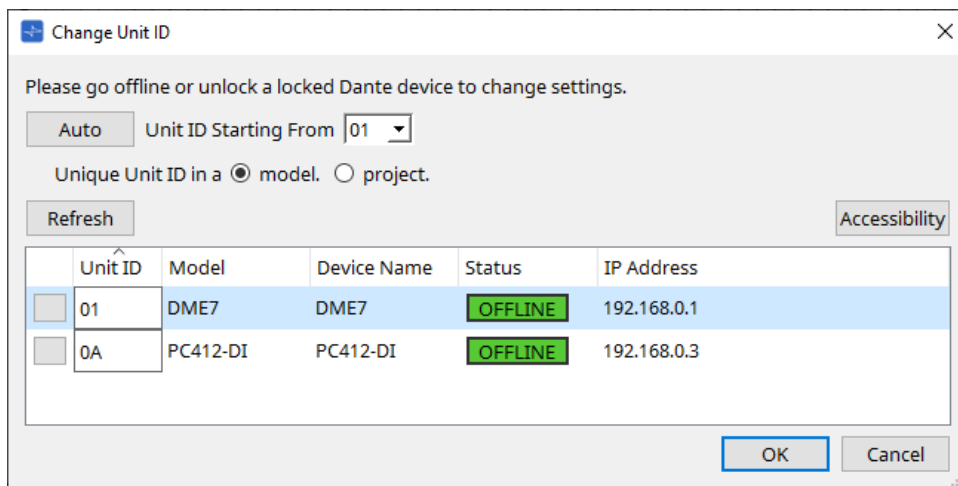 Change Unit ID
Please go offline or unlock a locked Dante device to change settings.
Auto Unit ID Starting From 01
Unique Unit ID in a model. project.
Refresh Accessibility
Unit ID Model Device Name Status IP Address
01 DME7 DME7 OFFLINE 192.168.0.1
0A PC412-DI PC412-DI OFFLINE 192.168.0.3
OK Cancel